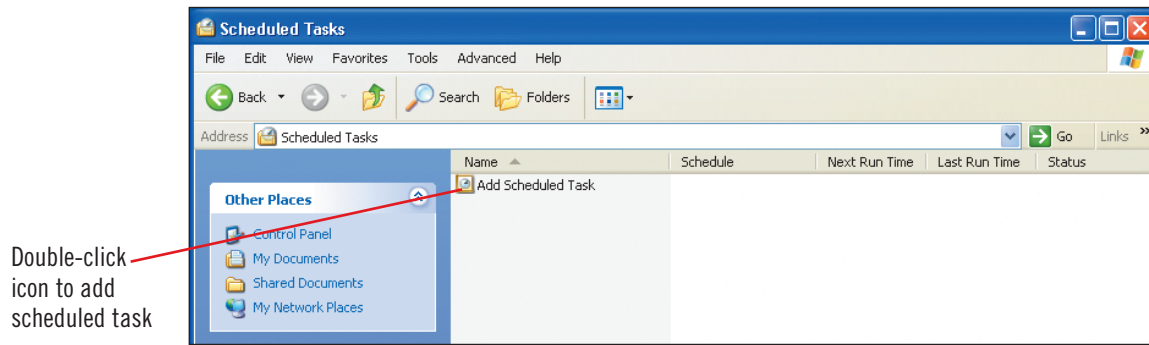 Scheduled Tasks
File Edit View Favorites Tools Advanced Help
Back Search Folders
Address Scheduled Tasks Go Links »
Name Schedule Next Run Time Last Run Time Status
Add Scheduled Task
Other Places
Control Panel
My Documents
Shared Documents
My Network Places
Double-click
icon to add
scheduled task